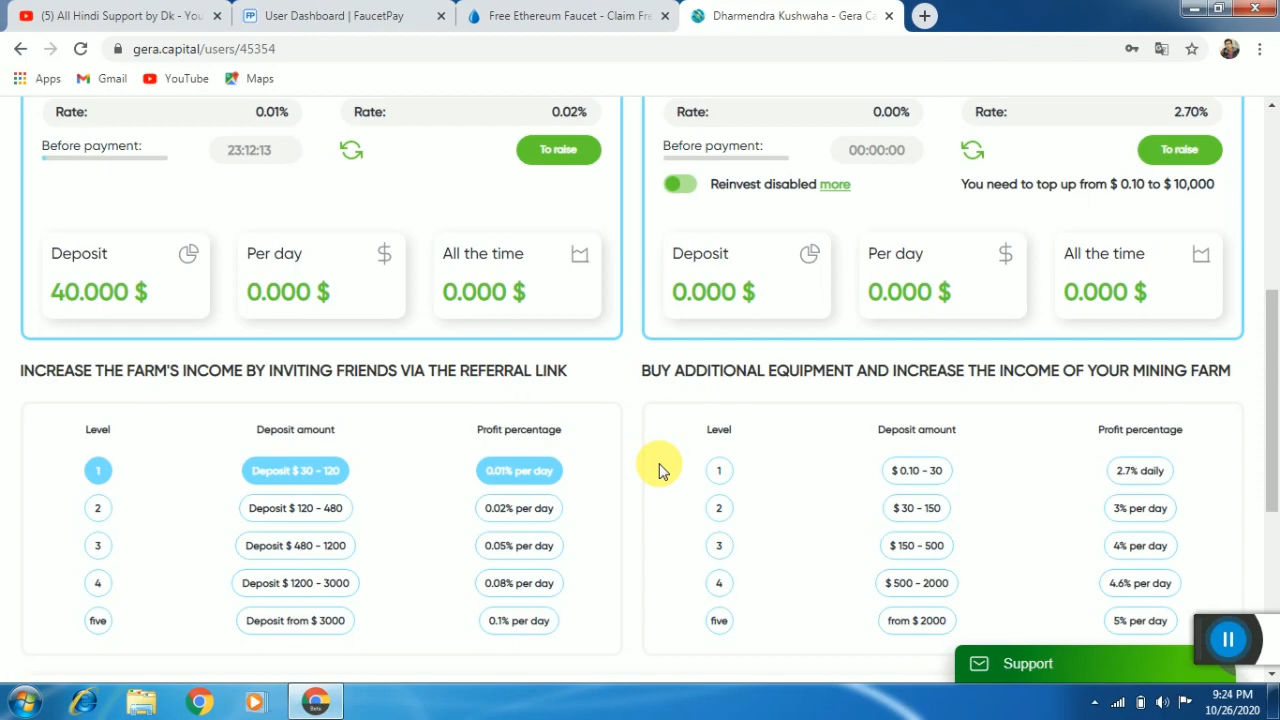 (5) All Hindi Support by Dk - You
User Dashboard | FaucetPay
Free Ethereum Faucet - Claim Fre
Dharmendra Kushwaha - Gera Ca
gera.capital/users/45354
Apps Gmail YouTube Maps
Rate: 0.01% Rate: 0.02% Rate: 0.00% Rate: 2.70%
Before payment: 23:12:13 To raise Before payment: 00:00:00 To raise
Reinvest disabled more You need to top up from $ 0.10 to $ 10,000
Deposit Per day All the time Deposit Per day All the time
40.000 $ 0.000 $ 0.000 $ 0.000 $ 0.000 $ 0.000 $
INCREASE THE FARM'S INCOME BY INVITING FRIENDS VIA THE REFERRAL LINK
BUY ADDITIONAL EQUIPMENT AND INCREASE THE INCOME OF YOUR MINING FARM
Level Deposit amount Profit percentage
1 Deposit $ 30 - 120 0.01% per day
2 Deposit $ 120 - 480 0.02% per day
3 Deposit $ 480 - 1200 0.05% per day
4 Deposit $ 1200 - 3000 0.08% per day
five Deposit from $ 3000 0.1% per day
Level Deposit amount Profit percentage
1 $ 0.10 - 30 2.7% daily
2 $ 30 - 150 3% per day
3 $ 150 - 500 4% per day
4 $ 500 - 2000 4.6% per day
five from $ 2000 5% per day
Support
9:24 PM
10/26/2020